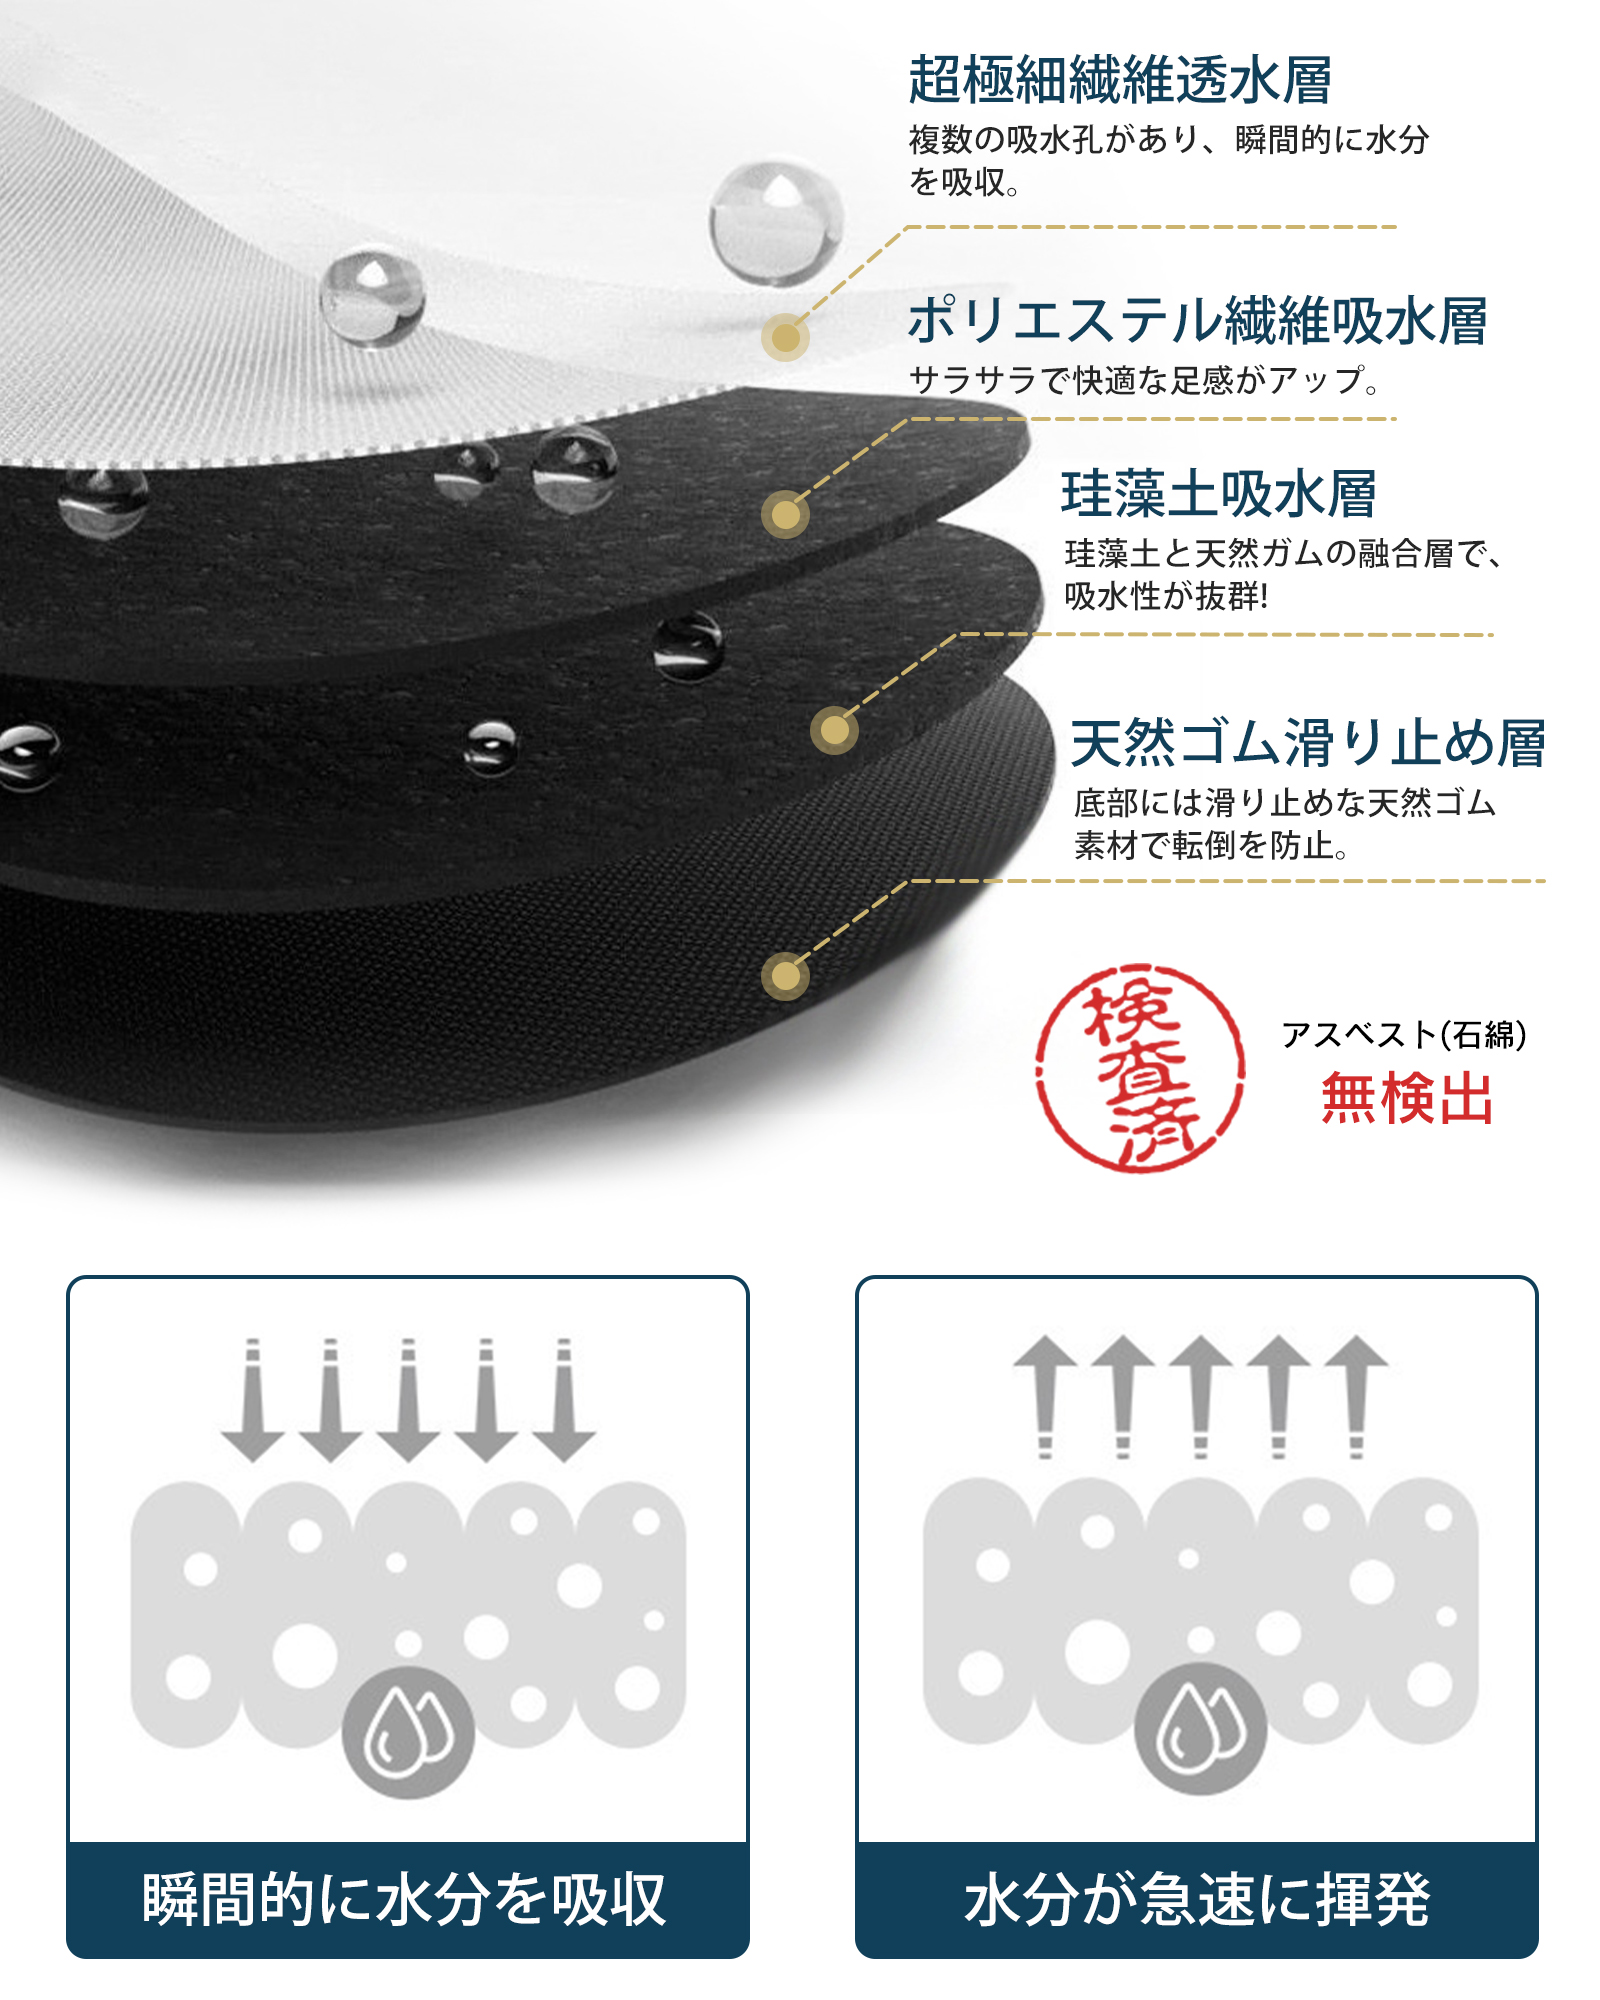 超極細繊維透水層
複数の吸水孔があり、瞬間的に水分
を吸収。
ポリエステル繊維吸水層
サラサラで快適な足感がアップ。
珪藻土吸水層
珪藻土と天然ガムの融合層で、
吸水性が抜群!
天然ゴム滑り止め層
底部には滑り止めな天然ゴム
素材で転倒を防止。
検査済
アスベスト(石綿)
無検出
瞬間的に水分を吸収
水分が急速に揮発